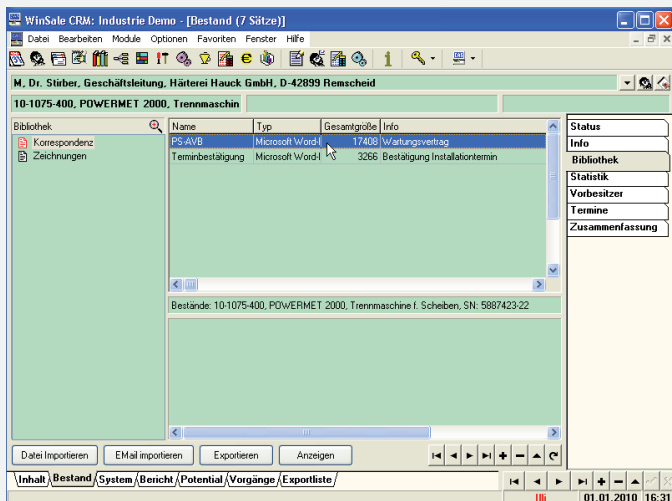 WinSale CRM: Industrie Demo - [Bestand (7 Sätze)]
Datei Bearbeiten Module Optionen Favoriten Fenster Hilfe
M, Dr. Stirber, Geschäftsleitung, Härterei Hauck GmbH, D-42899 Remscheid
10-1075-400, POWERMET 2000, Trennmaschin
Bibliothek
Korrespondenz
Zeichnungen
Name Typ Gesamtgröße Info
PS-AVB Microsoft Word-I 17408 Wartungsvertrag
Terminbestätigung Microsoft Word-I 3266 Bestätigung Installationtermin
Bestände: 10-1075-400, POWERMET 2000, Trennmaschine f. Scheiben, SN: 5887423-22
Status
Info
Bibliothek
Statistik
Vorbesitzer
Termine
Zusammenfassung
Datei Importieren EMail importieren Exportieren Anzeigen
Inhalt Bestand System Bericht Potential Vorgänge Exportliste
Uli 01.01.2010 16:31